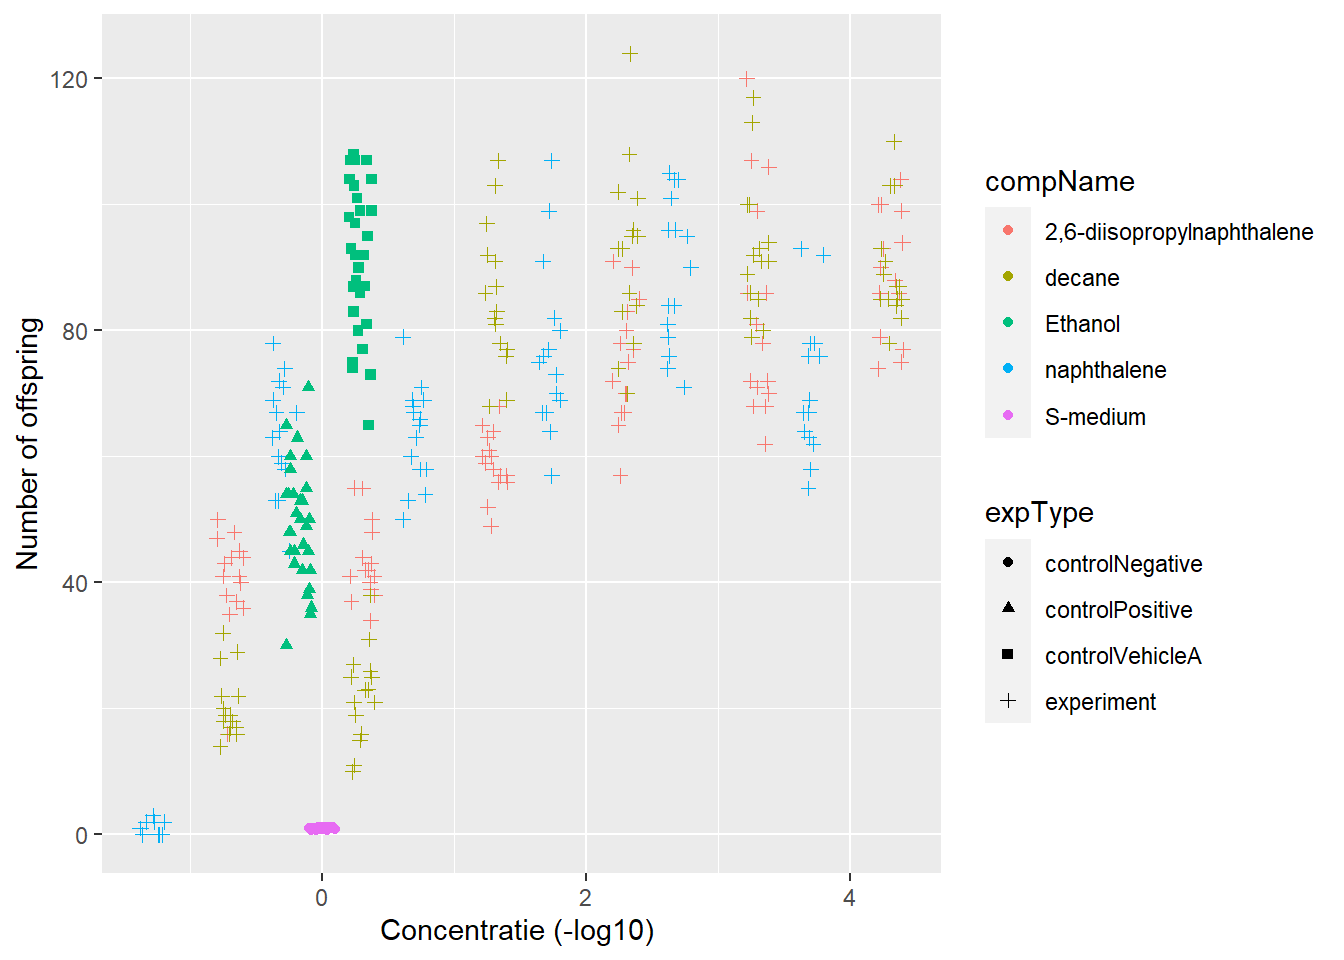 120
80
40
0
Number of offspring
0
2
4
Concentratie (-log10)
compName
2,6-diisopropylnaphthalene
decane
Ethanol
naphthalene
S-medium
expType
controlNegative
controlPositive
controlVehicleA
experiment